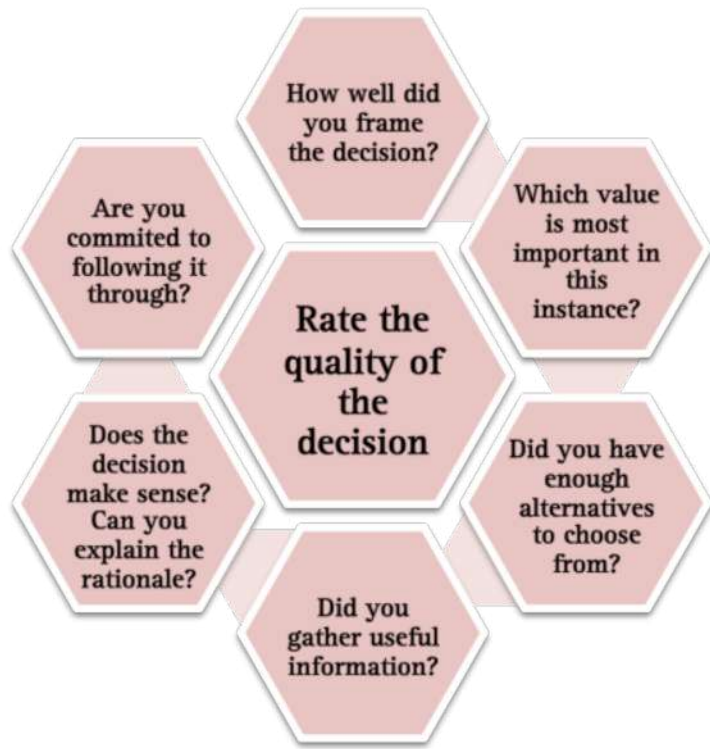 How well did
you frame
the decision?
Which value
is most
important in
this
instance?
Did you have
enough
alternatives
to choose
from?
Did you
gather useful
information?
Does the
decision
make sense?
Can you
explain the
rationale?
Are you
commited to
following it
through?
Rate the
quality of
the
decision